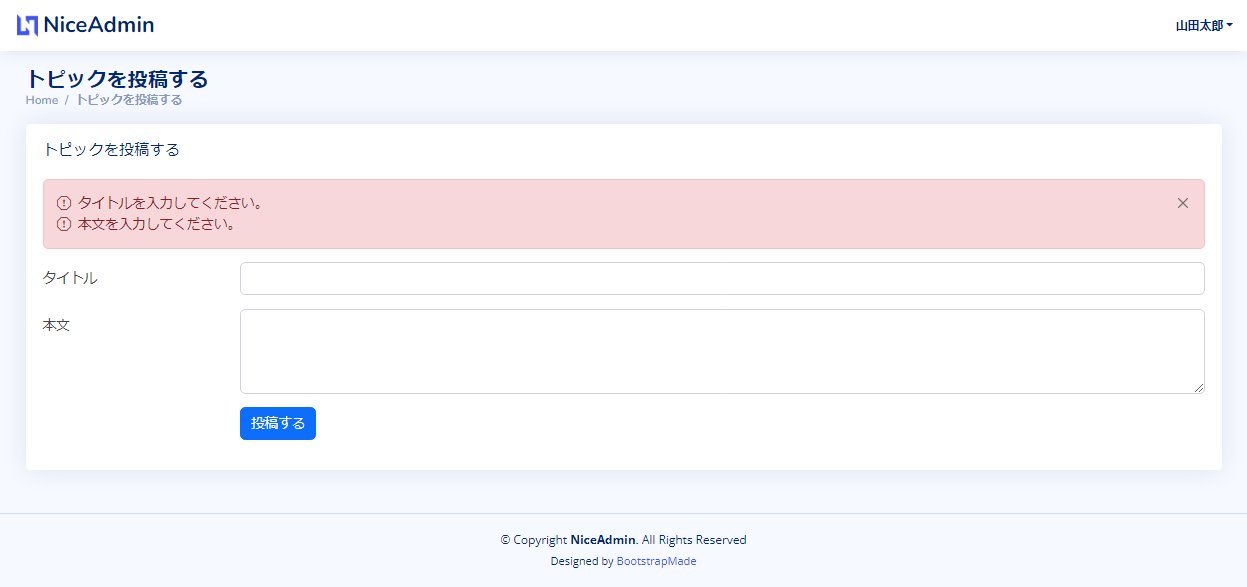 NiceAdmin
山田太郎
トピックを投稿する
Home / トピックを投稿する
トピックを投稿する
タイトルを入力してください。
本文を入力してください。
タイトル
本文
投稿する
© Copyright NiceAdmin. All Rights Reserved
Designed by BootstrapMade